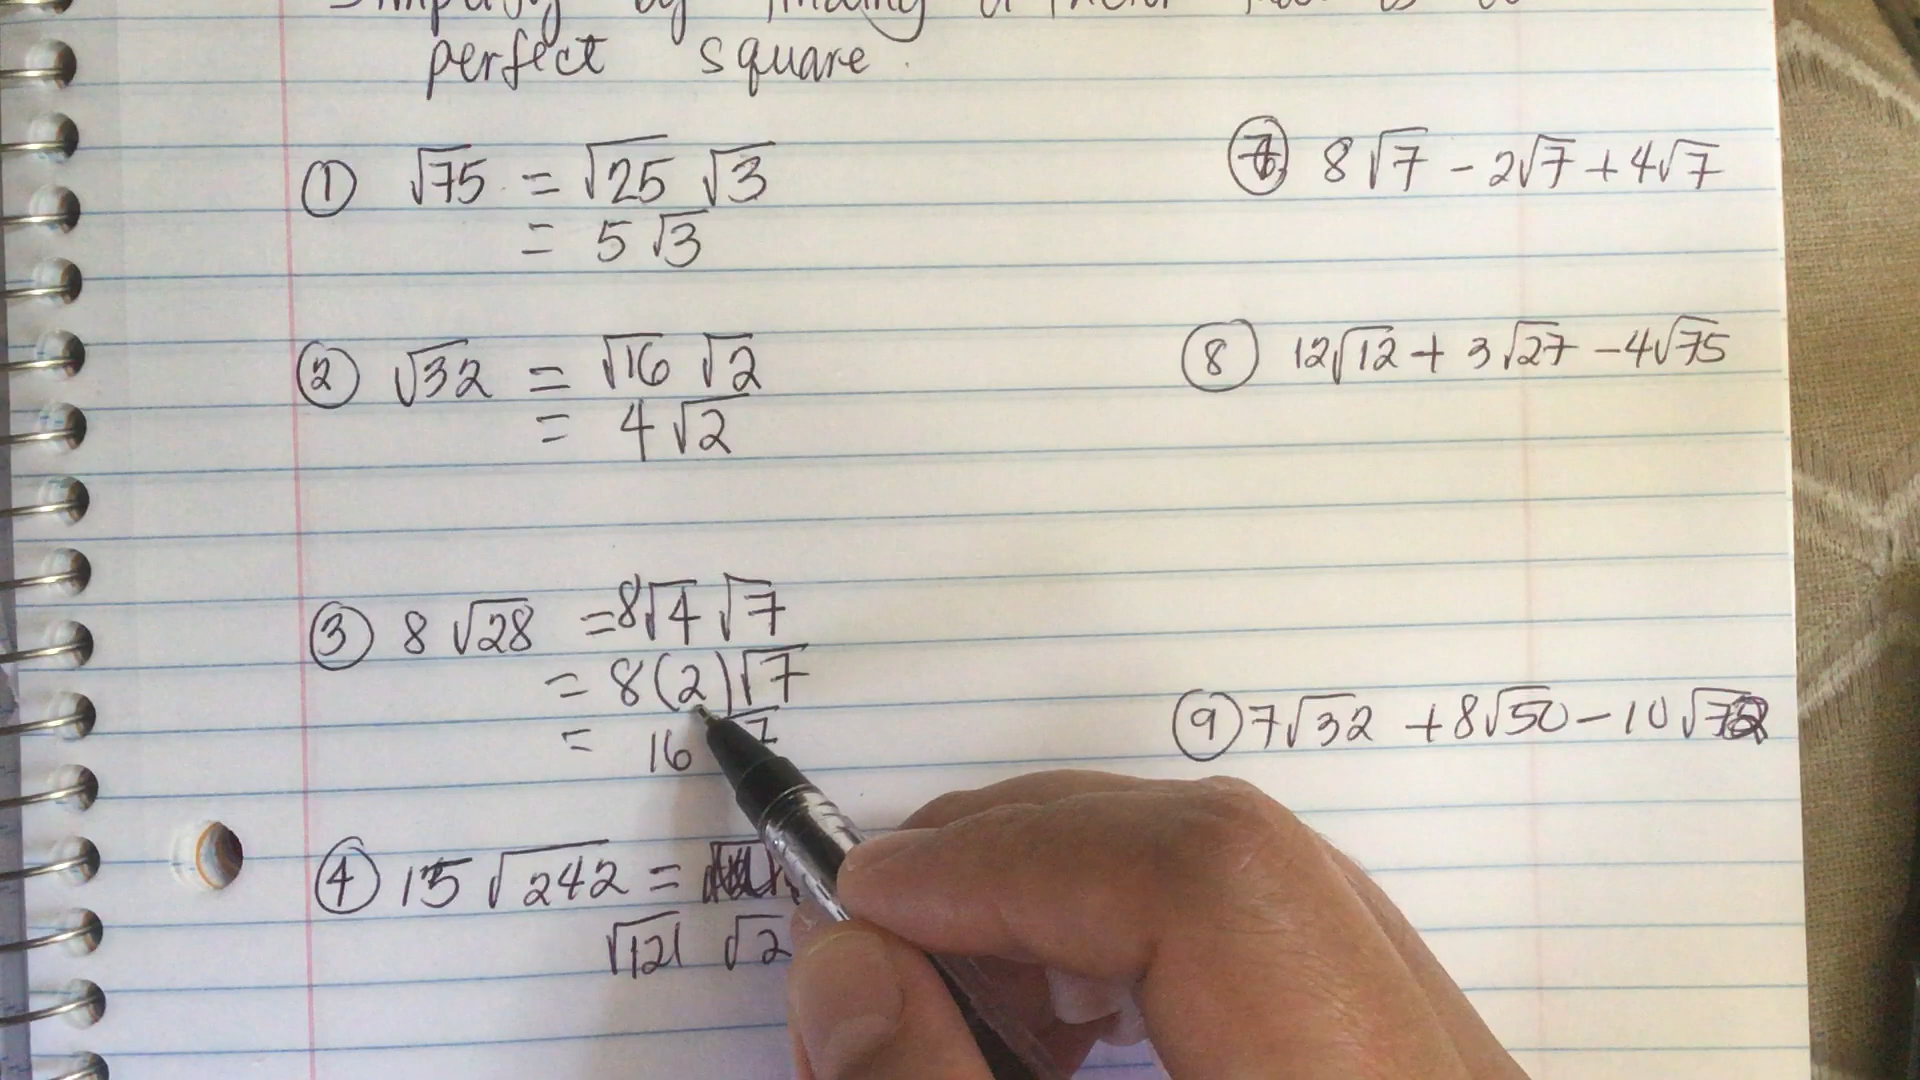 perfect square.
① √75 = √25 √3
= 5√3
② √32 = √16 √2
= 4√2
③ 8√28 = 8√4 √7
= 8(2)√7
= 16 7
④ 15√242 =
√121 √2
8√7 - 2√7 + 4√7
⑧ 12√12 + 3√27 - 4√75
⑨ 7√32 + 8√50 - 10√72